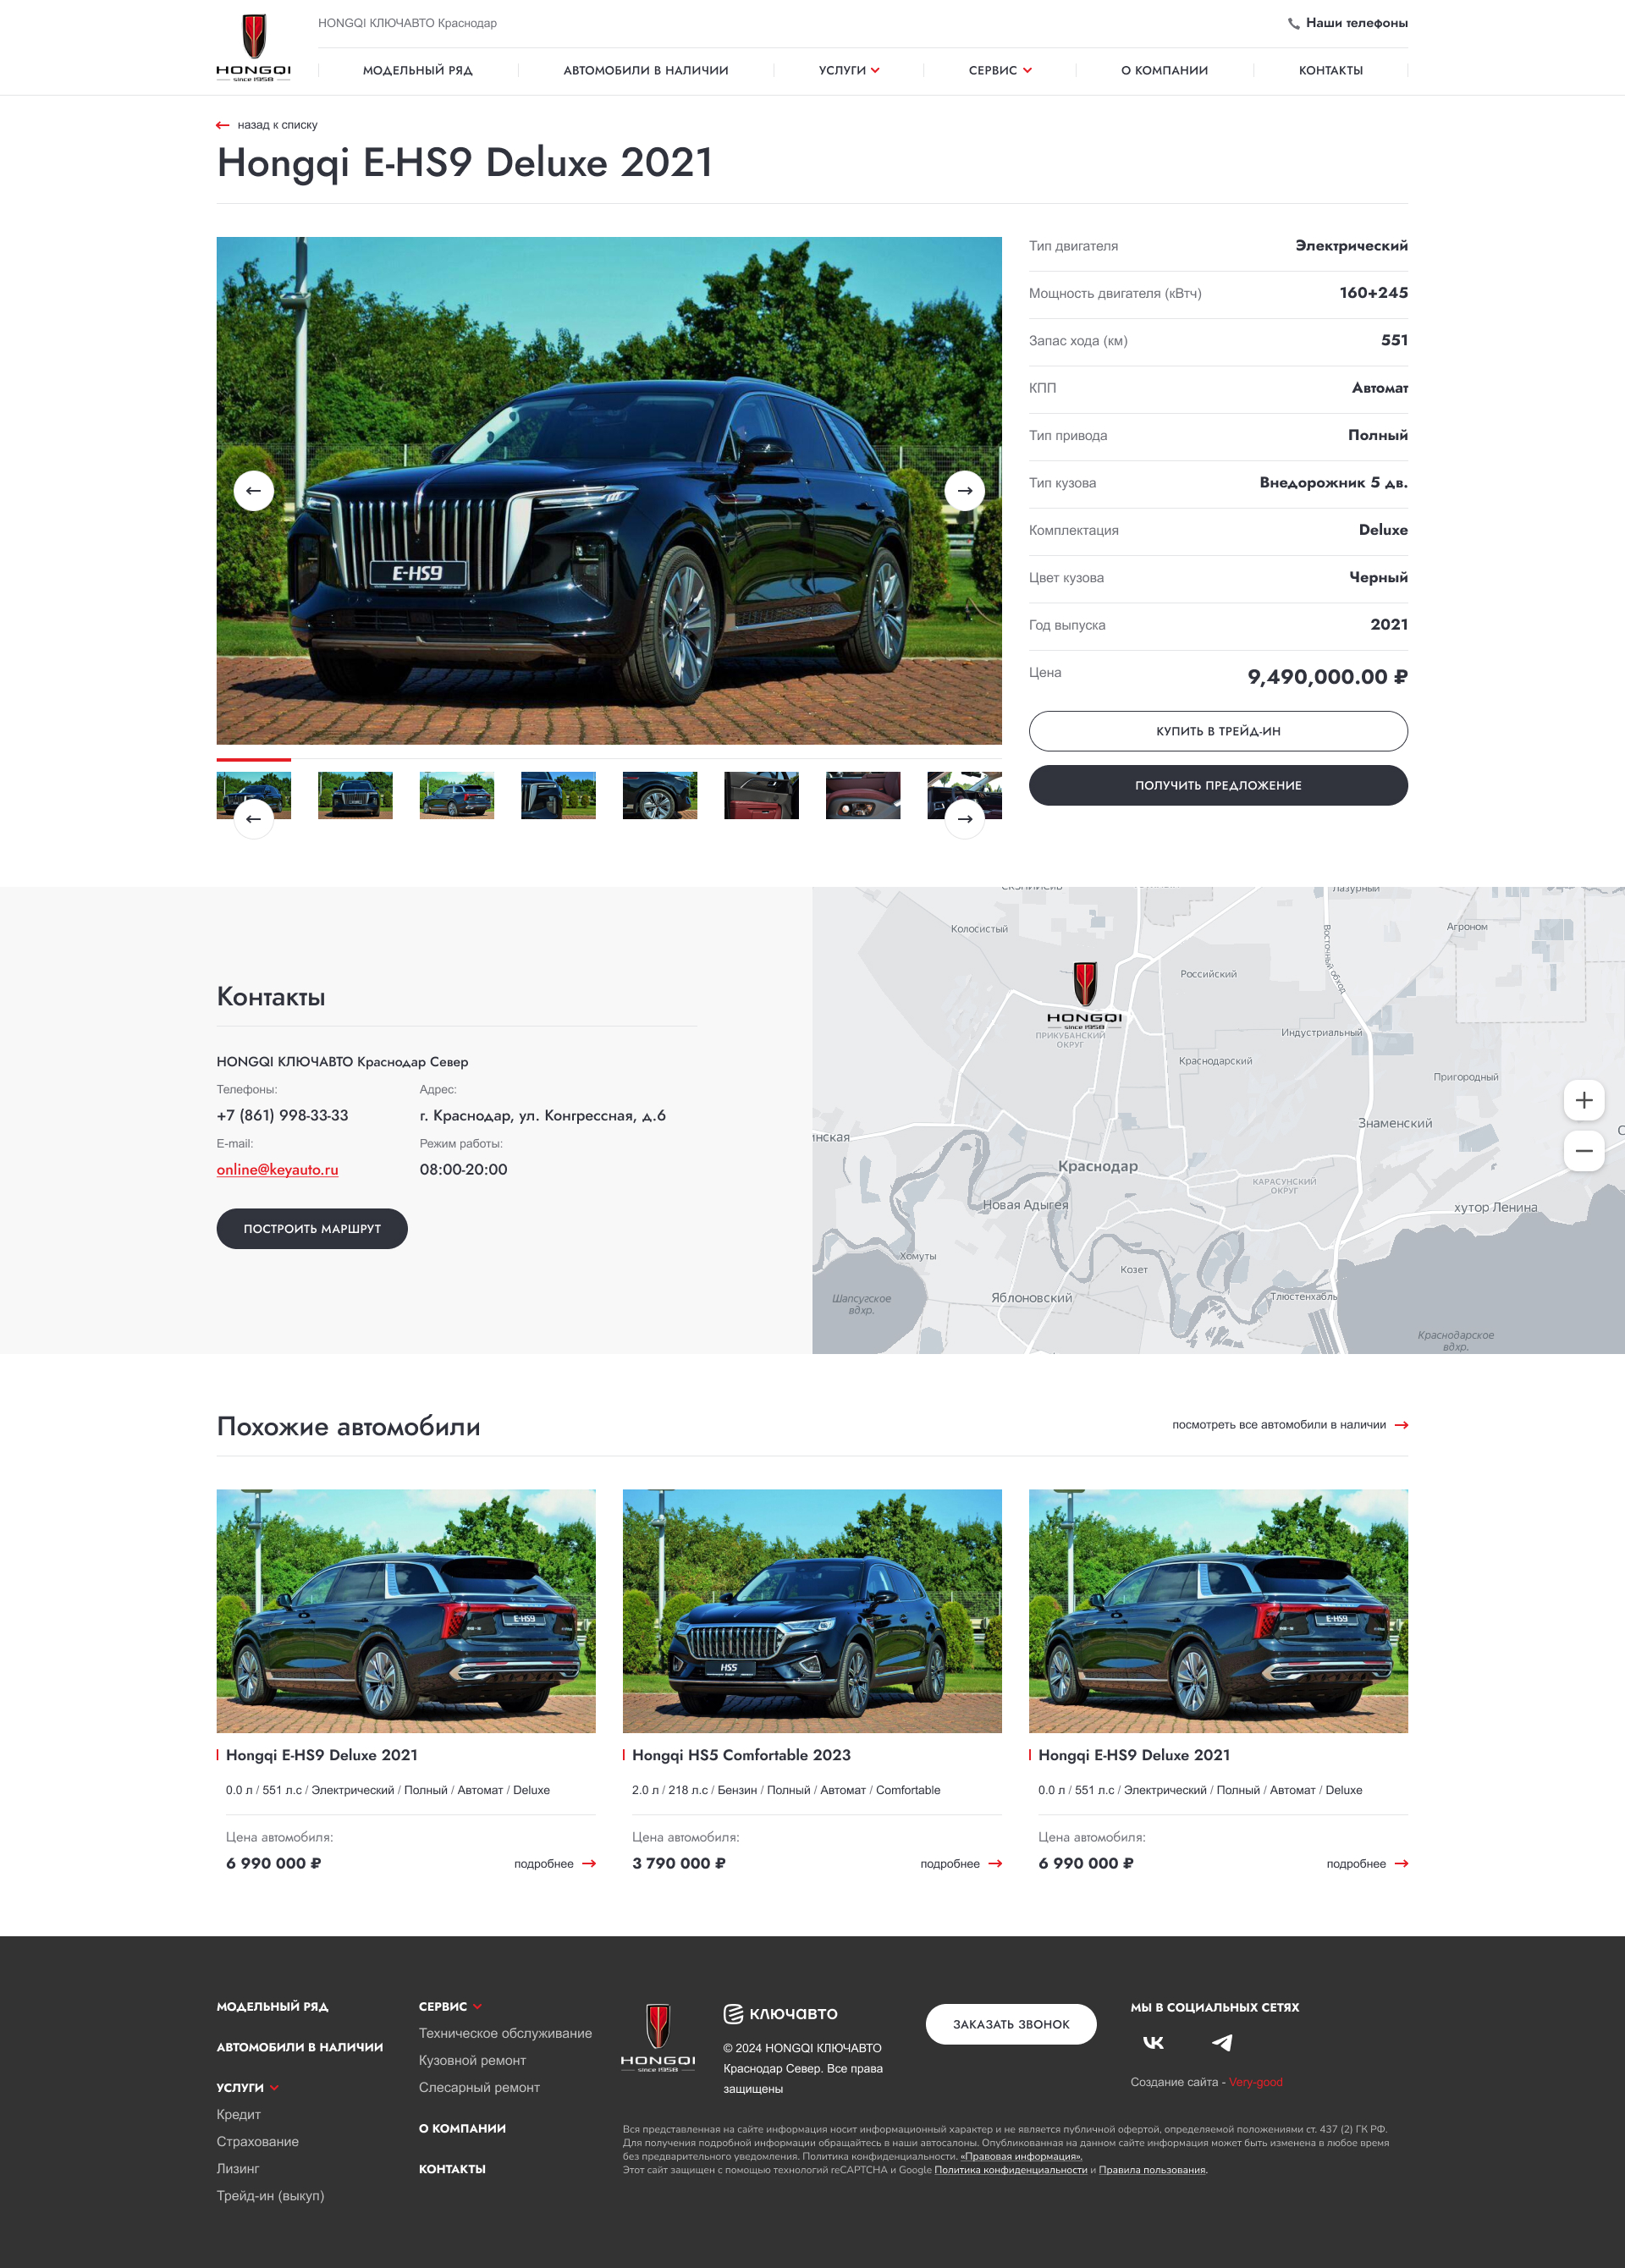 HONGQI
since 1958
HONGQI КЛЮЧАВТО Краснодар
Наши телефоны
МОДЕЛЬНЫЙ РЯД
АВТОМОБИЛИ В НАЛИЧИИ
УСЛУГИ
СЕРВИС
О КОМПАНИИ
КОНТАКТЫ
назад к списку
Hongqi E-HS9 Deluxe 2021
E-HS9
Тип двигателя Электрический
Мощность двигателя (кВтч) 160+245
Запас хода (км) 551
КПП Автомат
Тип привода Полный
Тип кузова Внедорожник 5 дв.
Комплектация Deluxe
Цвет кузова Черный
Год выпуска 2021
Цена 9,490,000.00 ₽
КУПИТЬ В ТРЕЙД-ИН
ПОЛУЧИТЬ ПРЕДЛОЖЕНИЕ
Контакты
HONGQI КЛЮЧАВТО Краснодар Север
Телефоны: Адрес:
+7 (861) 998-33-33 г. Краснодар, ул. Конгрессная, д.6
E-mail: Режим работы:
online@keyauto.ru 08:00-20:00
ПОСТРОИТЬ МАРШРУТ
Лазурный
Колосистый
Агроном
Восточный обход
Российский
HONGQI
since 1958
ПРИКУБАНСКИЙ
ОКРУГ
Индустриальный
Краснодарский
Пригородный
Знаменский
инская
Краснодар
КАРАСУНСКИЙ
ОКРУГ
Новая Адыгея
хутор Ленина
Хомуты
Козет
Шапсугское
вдхр.
Яблоновский
Тлюстенхабль
Краснодарское
вдхр.
Похожие автомобили
посмотреть все автомобили в наличии
E-HS9
HS5
E-HS9
Hongqi E-HS9 Deluxe 2021
0.0 л / 551 л.с / Электрический / Полный / Автомат / Deluxe
Цена автомобиля:
6 990 000 ₽ подробнее
Hongqi HS5 Comfortable 2023
2.0 л / 218 л.с / Бензин / Полный / Автомат / Comfortable
Цена автомобиля:
3 790 000 ₽ подробнее
Hongqi E-HS9 Deluxe 2021
0.0 л / 551 л.с / Электрический / Полный / Автомат / Deluxe
Цена автомобиля:
6 990 000 ₽ подробнее
МОДЕЛЬНЫЙ РЯД
АВТОМОБИЛИ В НАЛИЧИИ
УСЛУГИ
Кредит
Страхование
Лизинг
Трейд-ин (выкуп)
СЕРВИС
Техническое обслуживание
Кузовной ремонт
Слесарный ремонт
О КОМПАНИИ
КОНТАКТЫ
HONGQI
since 1958
КЛЮЧАВТО
© 2024 HONGQI КЛЮЧАВТО
Краснодар Север. Все права
защищены
ЗАКАЗАТЬ ЗВОНОК
МЫ В СОЦИАЛЬНЫХ СЕТЯХ
Создание сайта - Very-good
Вся представленная на сайте информация носит информационный характер и не является публичной офертой, определяемой положениями ст. 437 (2) ГК РФ.
Для получения подробной информации обращайтесь в наши автосалоны. Опубликованная на данном сайте информация может быть изменена в любое время
без предварительного уведомления. Политика конфиденциальности. «Правовая информация».
Этот сайт защищен с помощью технологий reCAPTCHA и Google Политика конфиденциальности и Правила пользования.